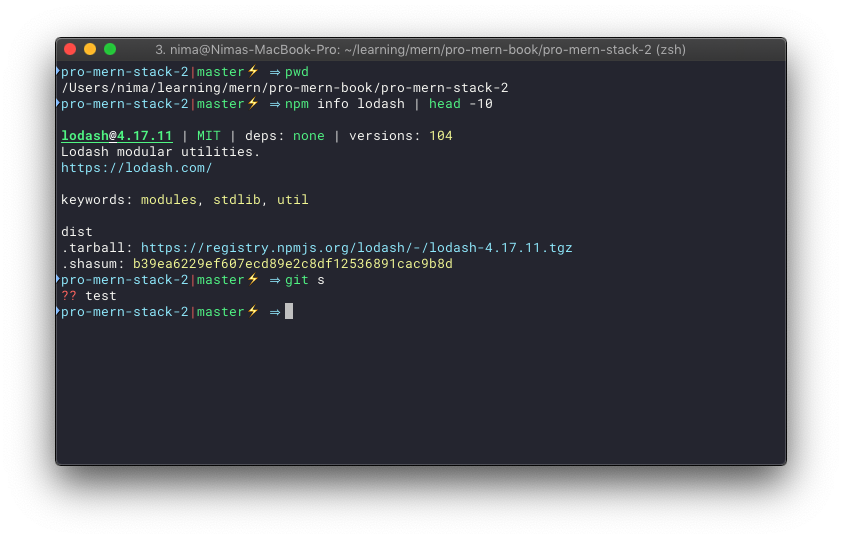 3. nima@Nimas-MacBook-Pro: ~/learning/mern/pro-mern-book/pro-mern-stack-2 (zsh)
pro-mern-stack-2|master⚡ ⇒ pwd
/Users/nima/learning/mern/pro-mern-book/pro-mern-stack-2
pro-mern-stack-2|master⚡ ⇒ npm info lodash | head -10
lodash@4.17.11 | MIT | deps: none | versions: 104
Lodash modular utilities.
https://lodash.com/
keywords: modules, stdlib, util
dist
.tarball: https://registry.npmjs.org/lodash/-/lodash-4.17.11.tgz
.shasum: b39ea6229ef607ecd89e2c8df12536891cac9b8d
pro-mern-stack-2|master⚡ ⇒ git s
?? test
pro-mern-stack-2|master⚡ ⇒